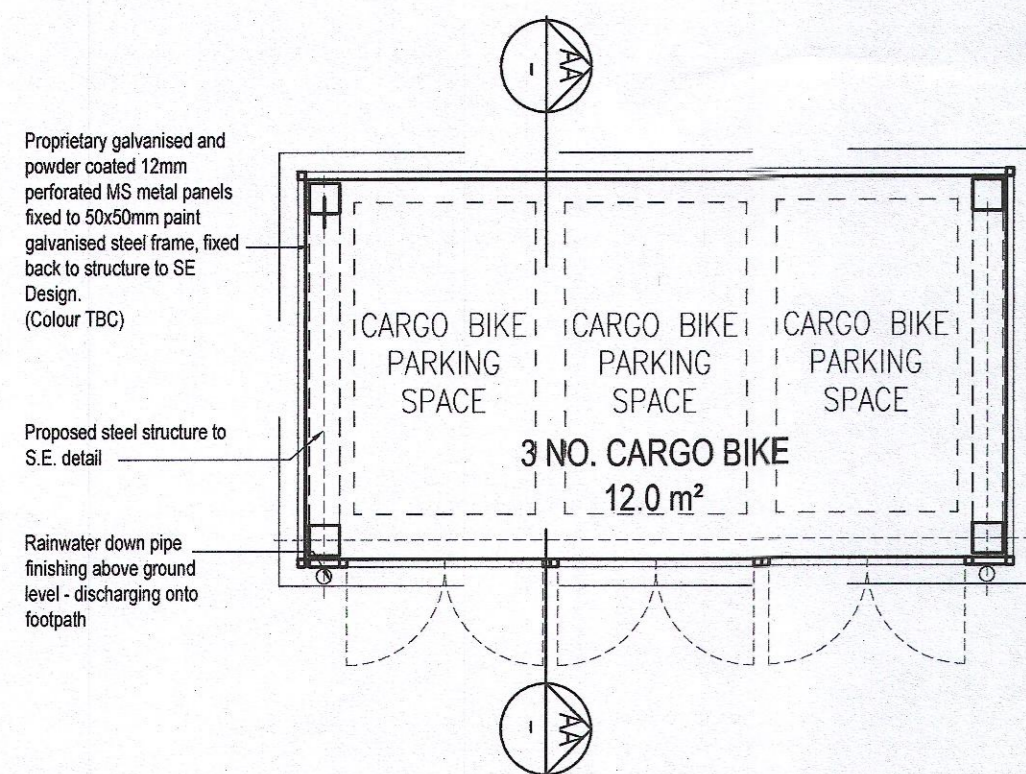 AA
-
Proprietary galvanised and
powder coated 12mm
perforated MS metal panels
fixed to 50x50mm paint
galvanised steel frame, fixed
back to structure to SE
Design.
(Colour TBC)
CARGO BIKE
PARKING
SPACE
CARGO BIKE
PARKING
SPACE
CARGO BIKE
PARKING
SPACE
Proposed steel structure to
S.E. detail
3 NO. CARGO BIKE
12.0 m²
Rainwater down pipe
finishing above ground
level - discharging onto
footpath
AA
-